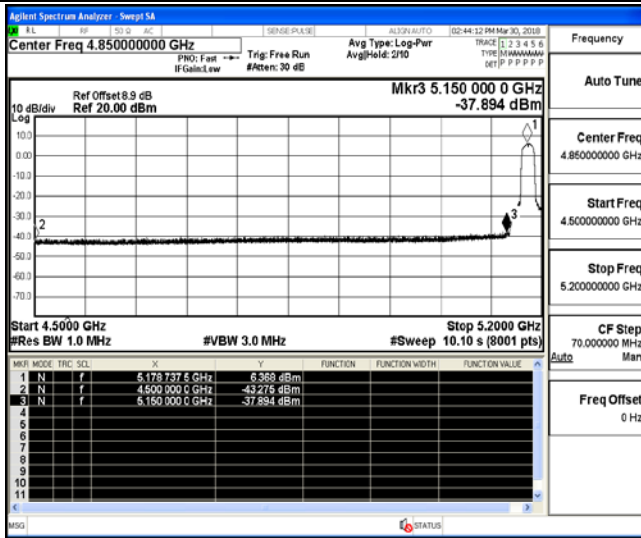 Agilent Spectrum Analyzer - Swept SA
RL RF 50 Ω AC SENSE:PULSE ALIGN AUTO 02:44:12 PM Mar 30, 2018
Center Freq 4.850000000 GHz
PNO: Fast
IFGain:Low
Trig: Free Run
#Atten: 30 dB
Avg Type: Log-Pwr
Avg|Hold: 2/10
TRACE 1 2 3 4 5 6
TYPE
DET P P P P P P
Frequency
Auto Tune
Center Freq
4.850000000 GHz
Start Freq
4.500000000 GHz
Stop Freq
5.200000000 GHz
CF Step
70.000000 MHz
Auto Man
Freq Offset
0 Hz
Ref Offset 8.9 dB
10 dB/div Ref 20.00 dBm
Log
Mkr3 5.150 000 0 GHz
-37.894 dBm
10.0
0.00
-10.0
-20.0
-30.0
-40.0
-50.0
-60.0
-70.0
1
2
3
Start 4.5000 GHz Stop 5.2000 GHz
#Res BW 1.0 MHz #VBW 3.0 MHz #Sweep 10.10 s (8001 pts)
MKR MODE TRC SCL X Y FUNCTION FUNCTION WIDTH FUNCTION VALUE
1 N f 5.178 737 5 GHz 6.368 dBm
2 N f 4.500 000 0 GHz -43.275 dBm
3 N f 5.150 000 0 GHz -37.894 dBm
4
5
6
7
8
9
10
11
MSG STATUS